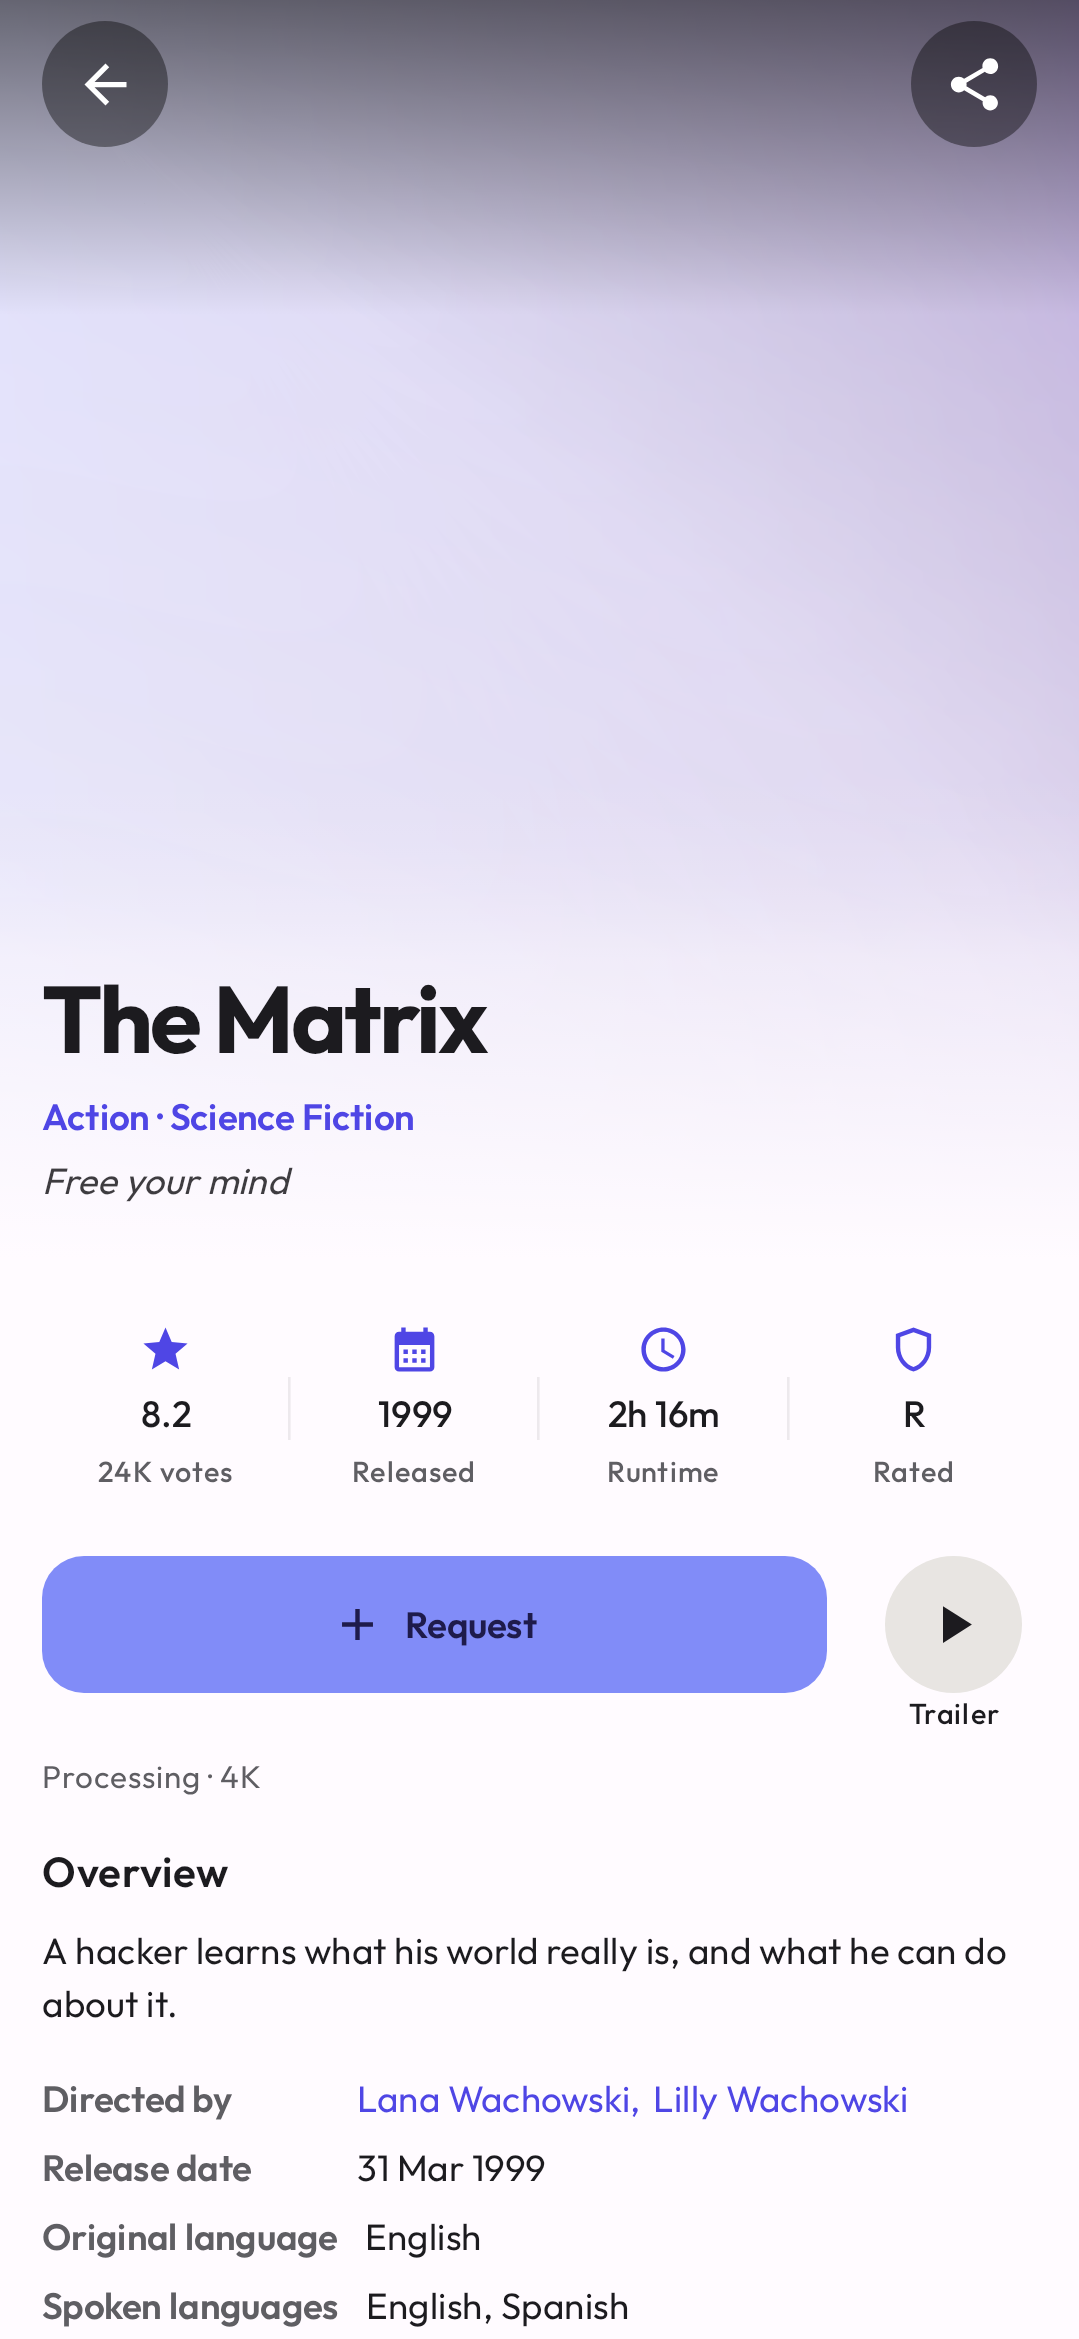 The Matrix
Action · Science Fiction
Free your mind
8.2
24K votes
1999
Released
2h 16m
Runtime
R
Rated
Request
Trailer
Processing · 4K
Overview
A hacker learns what his world really is, and what he can do
about it.
Directed by Lana Wachowski, Lilly Wachowski
Release date 31 Mar 1999
Original language English
Spoken languages English, Spanish